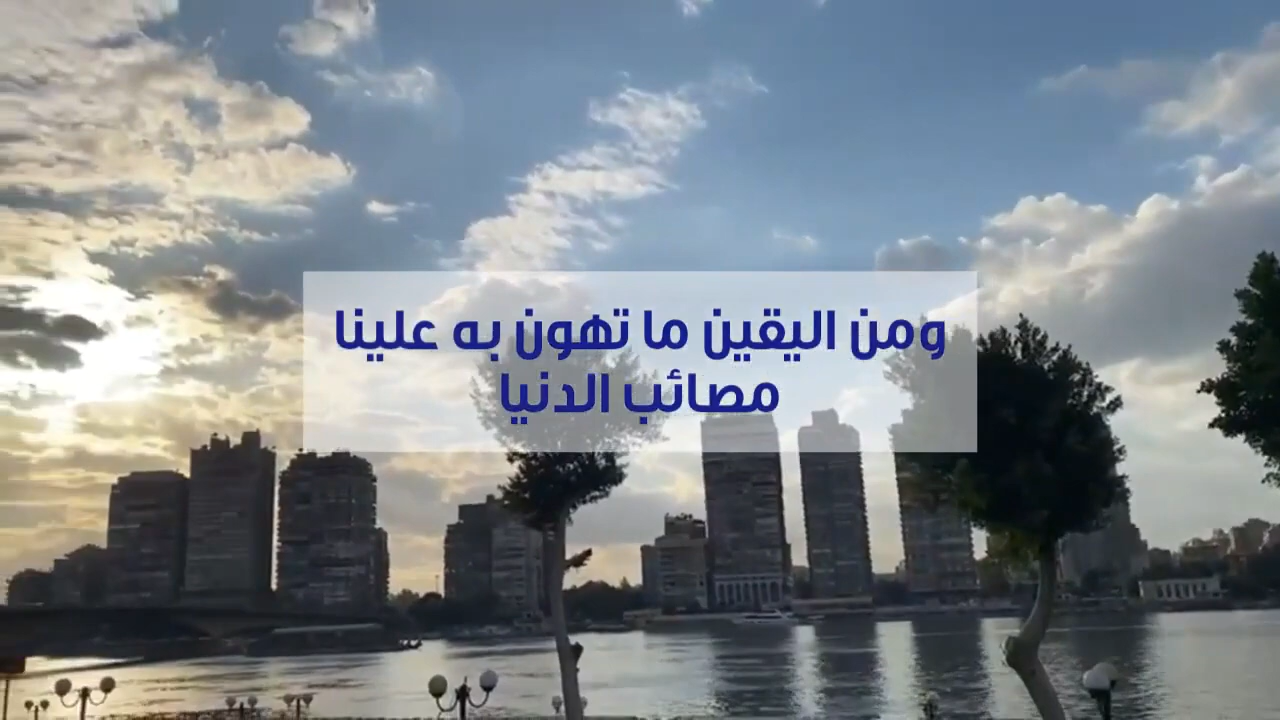 ومن اليقين ما تهون به علينا
مصائب الدنيا